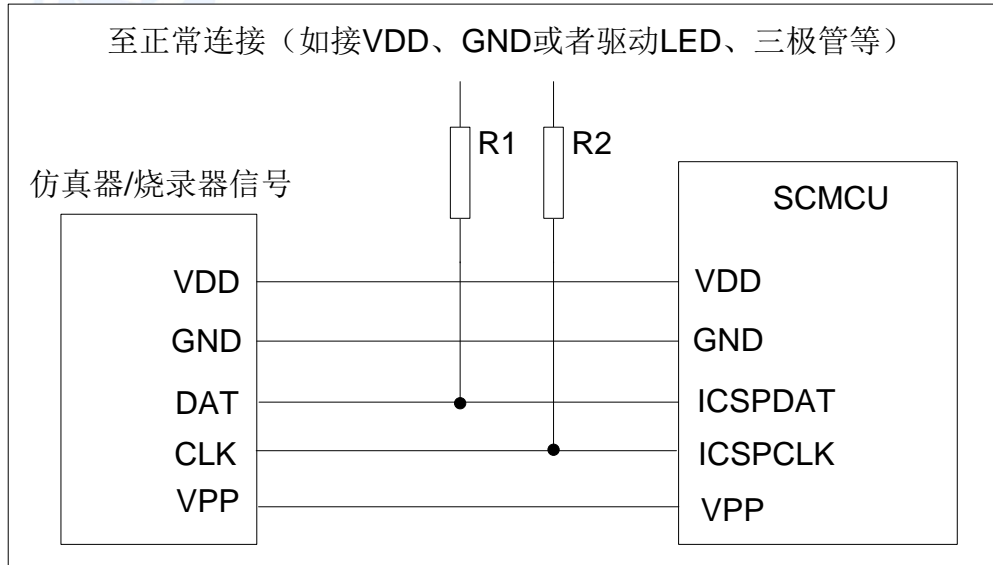 至正常连接（如接VDD、GND或者驱动LED、三极管等）
R1
R2
仿真器/烧录器信号
SCMCU
VDD
VDD
GND
GND
DAT
ICSPDAT
CLK
ICSPCLK
VPP
VPP